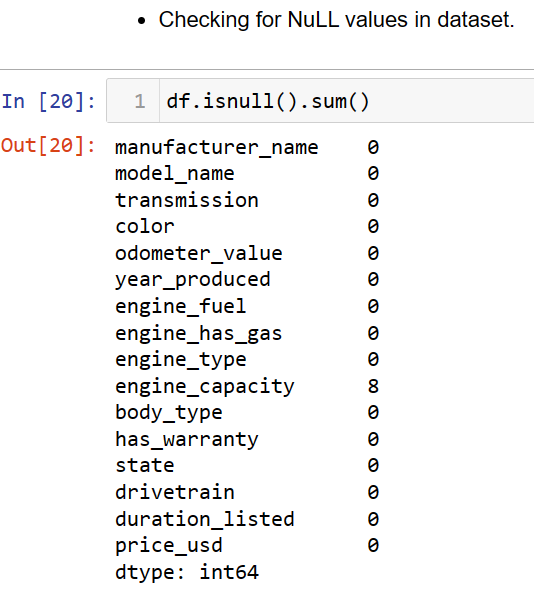 • Checking for NuLL values in dataset.
In [20]: 1 df.isnull().sum()
Out[20]: manufacturer_name 0
model_name 0
transmission 0
color 0
odometer_value 0
year_produced 0
engine_fuel 0
engine_has_gas 0
engine_type 0
engine_capacity 8
body_type 0
has_warranty 0
state 0
drivetrain 0
duration_listed 0
price_usd 0
dtype: int64